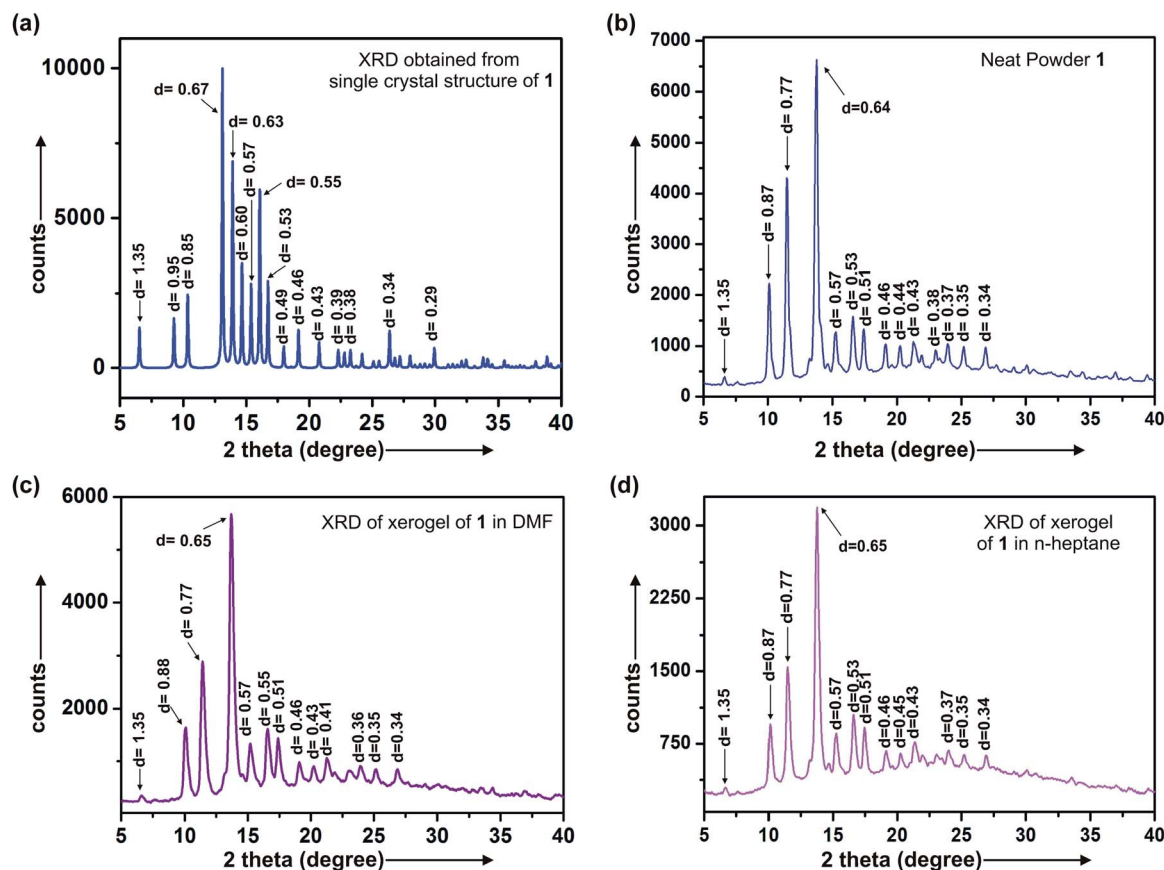 (a)
XRD obtained from
single crystal structure of 1
10000
5000
0
counts
d= 1.35
d= 0.95
d= 0.85
d= 0.67
d= 0.63
d= 0.60
d= 0.57
d= 0.55
d= 0.53
d= 0.49
d= 0.46
d= 0.43
d= 0.39
d= 0.38
d= 0.34
d= 0.29
5 10 15 20 25 30 35 40
2 theta (degree)
(b)
Neat Powder 1
7000
6000
5000
4000
3000
2000
1000
0
counts
d= 1.35
d= 0.87
d= 0.77
d=0.64
d= 0.57
d= 0.53
d= 0.51
d= 0.46
d= 0.44
d= 0.43
d= 0.38
d= 0.37
d= 0.35
d= 0.34
5 10 15 20 25 30 35 40
2 theta (degree)
(c)
XRD of xerogel of 1 in DMF
6000
4000
2000
counts
d= 1.35
d= 0.88
d= 0.77
d= 0.65
d= 0.57
d= 0.55
d= 0.51
d= 0.46
d= 0.43
d= 0.41
d=0.36
d=0.35
d=0.34
5 10 15 20 25 30 35 40
2 theta (degree)
(d)
XRD of xerogel
of 1 in n-heptane
3000
2250
1500
750
counts
d= 1.35
d=0.87
d=0.77
d=0.65
d=0.57
d=0.53
d=0.51
d=0.46
d=0.45
d=0.43
d=0.37
d=0.35
d=0.34
5 10 15 20 25 30 35 40
2 theta (degree)